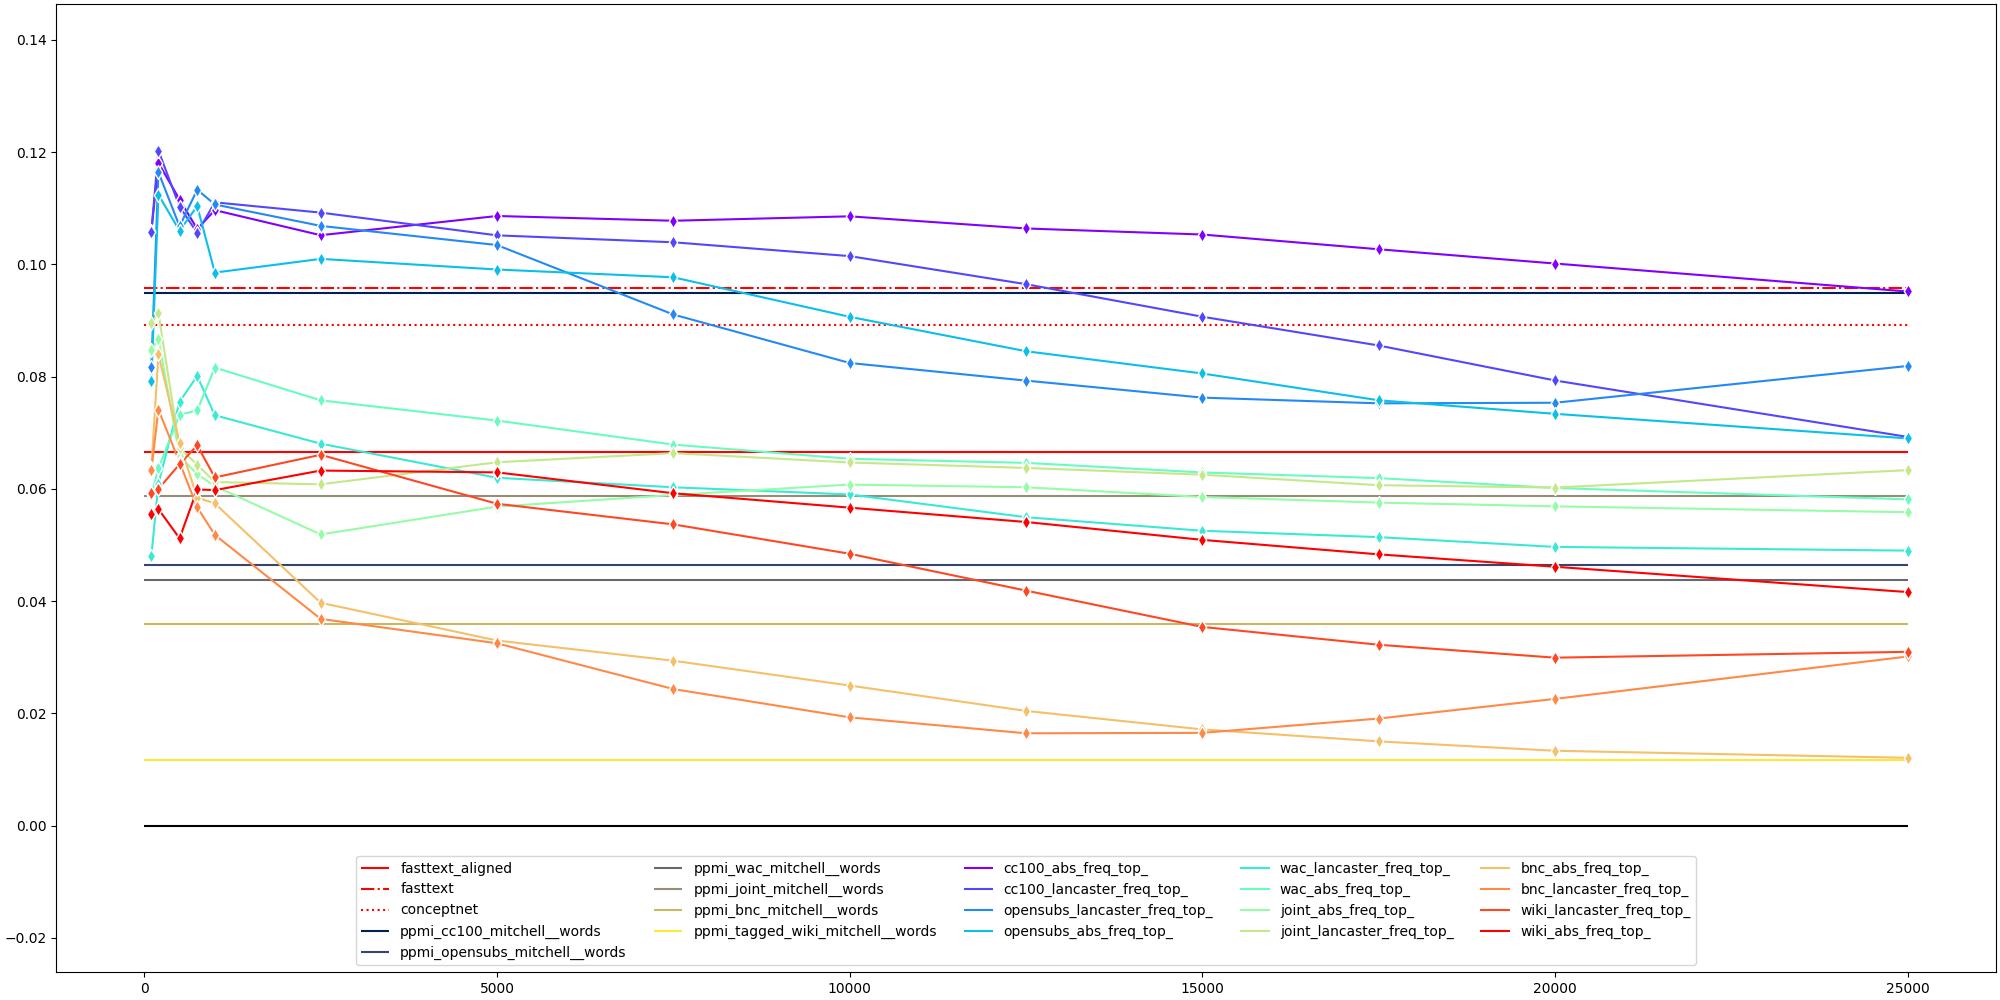 0.14
0.12
0.10
0.08
0.06
0.04
0.02
0.00
−0.02
fasttext_aligned
fasttext
conceptnet
ppmi_cc100_mitchell__words
ppmi_opensubs_mitchell__words
ppmi_wac_mitchell__words
ppmi_joint_mitchell__words
ppmi_bnc_mitchell__words
ppmi_tagged_wiki_mitchell__words
cc100_abs_freq_top_
cc100_lancaster_freq_top_
opensubs_lancaster_freq_top_
opensubs_abs_freq_top_
wac_lancaster_freq_top_
wac_abs_freq_top_
joint_abs_freq_top_
joint_lancaster_freq_top_
bnc_abs_freq_top_
bnc_lancaster_freq_top_
wiki_lancaster_freq_top_
wiki_abs_freq_top_
0 5000 10000 15000 20000 25000